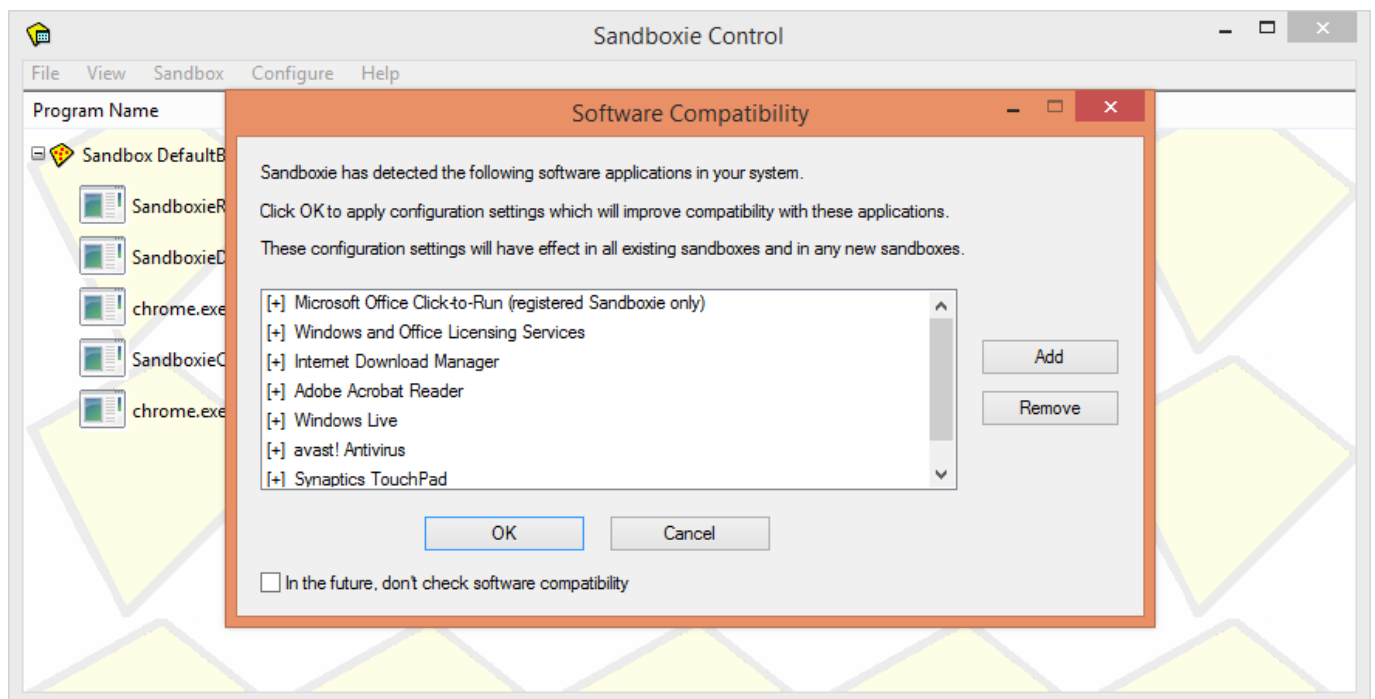 Sandboxie Control
File View Sandbox Configure Help
Program Name
Software Compatibility
Sandbox DefaultB
SandboxieR
SandboxieD
chrome.exe
SandboxieC
chrome.exe
Sandboxie has detected the following software applications in your system.
Click OK to apply configuration settings which will improve compatibility with these applications.
These configuration settings will have effect in all existing sandboxes and in any new sandboxes.
[+] Microsoft Office Click-to-Run (registered Sandboxie only)
[+] Windows and Office Licensing Services
[+] Internet Download Manager
[+] Adobe Acrobat Reader
[+] Windows Live
[+] avast! Antivirus
[+] Synaptics TouchPad
Add
Remove
OK Cancel
In the future, don't check software compatibility